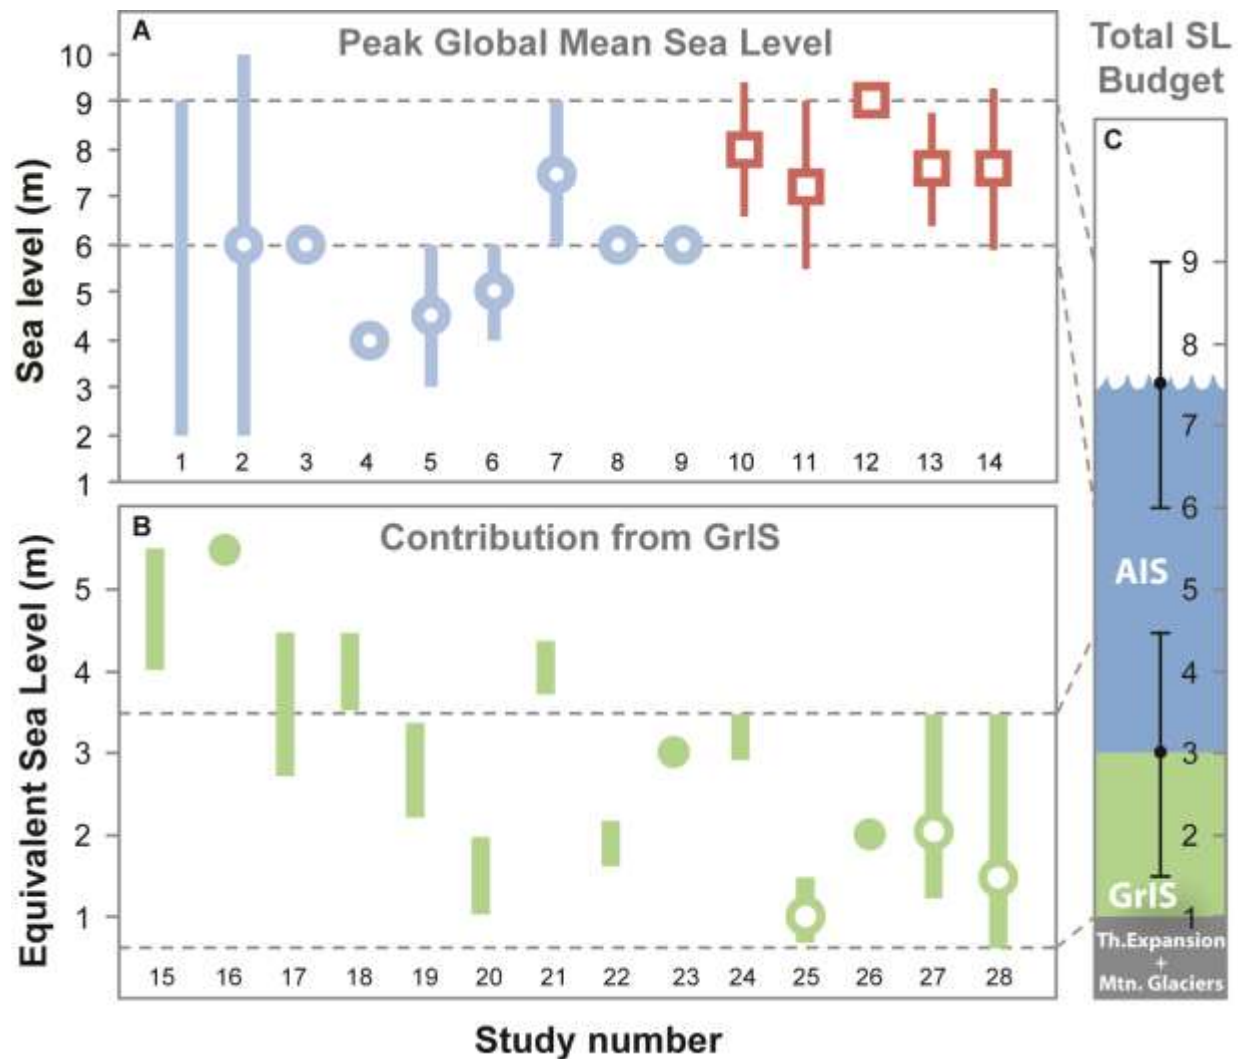 A
Peak Global Mean Sea Level
Sea level (m)
10
9
8
7
6
5
4
3
2
1
1 2 3 4 5 6 7 8 9 10 11 12 13 14
B
Contribution from GrIS
Equivalent Sea Level (m)
5
4
3
2
1
15 16 17 18 19 20 21 22 23 24 25 26 27 28
Study number
Total SL
Budget
C
9
8
7
6
AIS 5
4
3
2
GrIS
1
Th.Expansion
+
Mtn. Glaciers